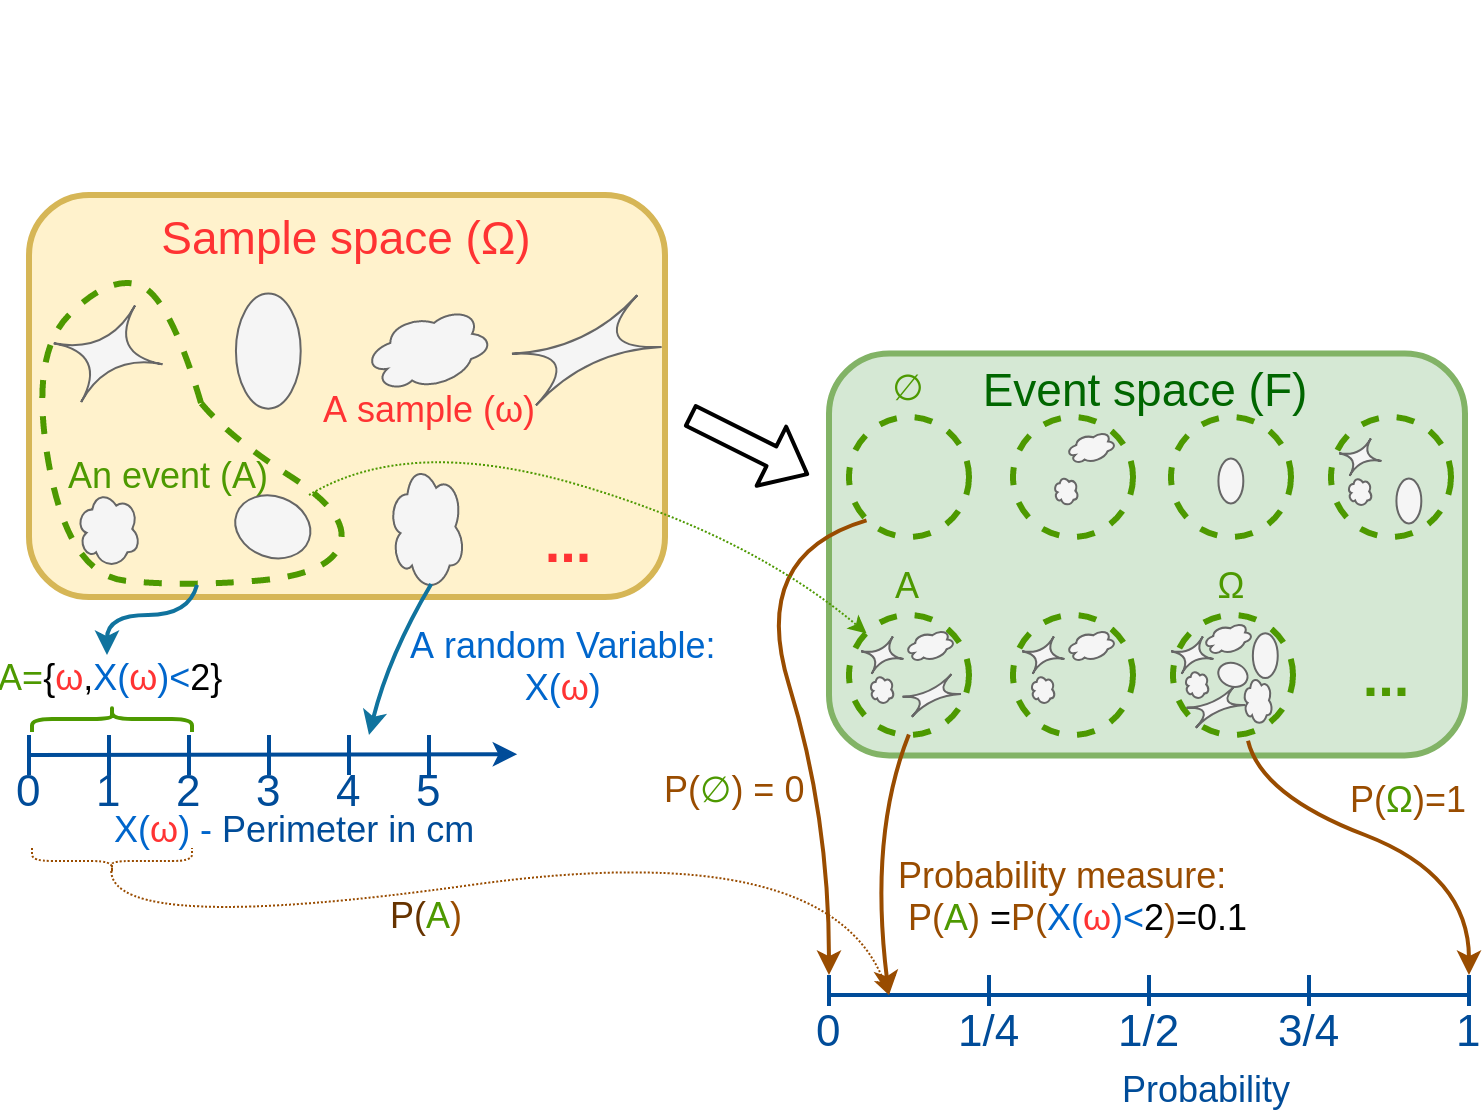 Sample space (Ω)
A sample (ω)
An event (A)
...
Event space (F)
∅
A
Ω
...
A random Variable:
X(ω)
A={ω,X(ω)<2}
0 1 2 3 4 5
X(ω) - Perimeter in cm
P(A)
P(∅) = 0
P(Ω)=1
Probability measure:
P(A) =P(X(ω)<2)=0.1
0 1/4 1/2 3/4 1
Probability